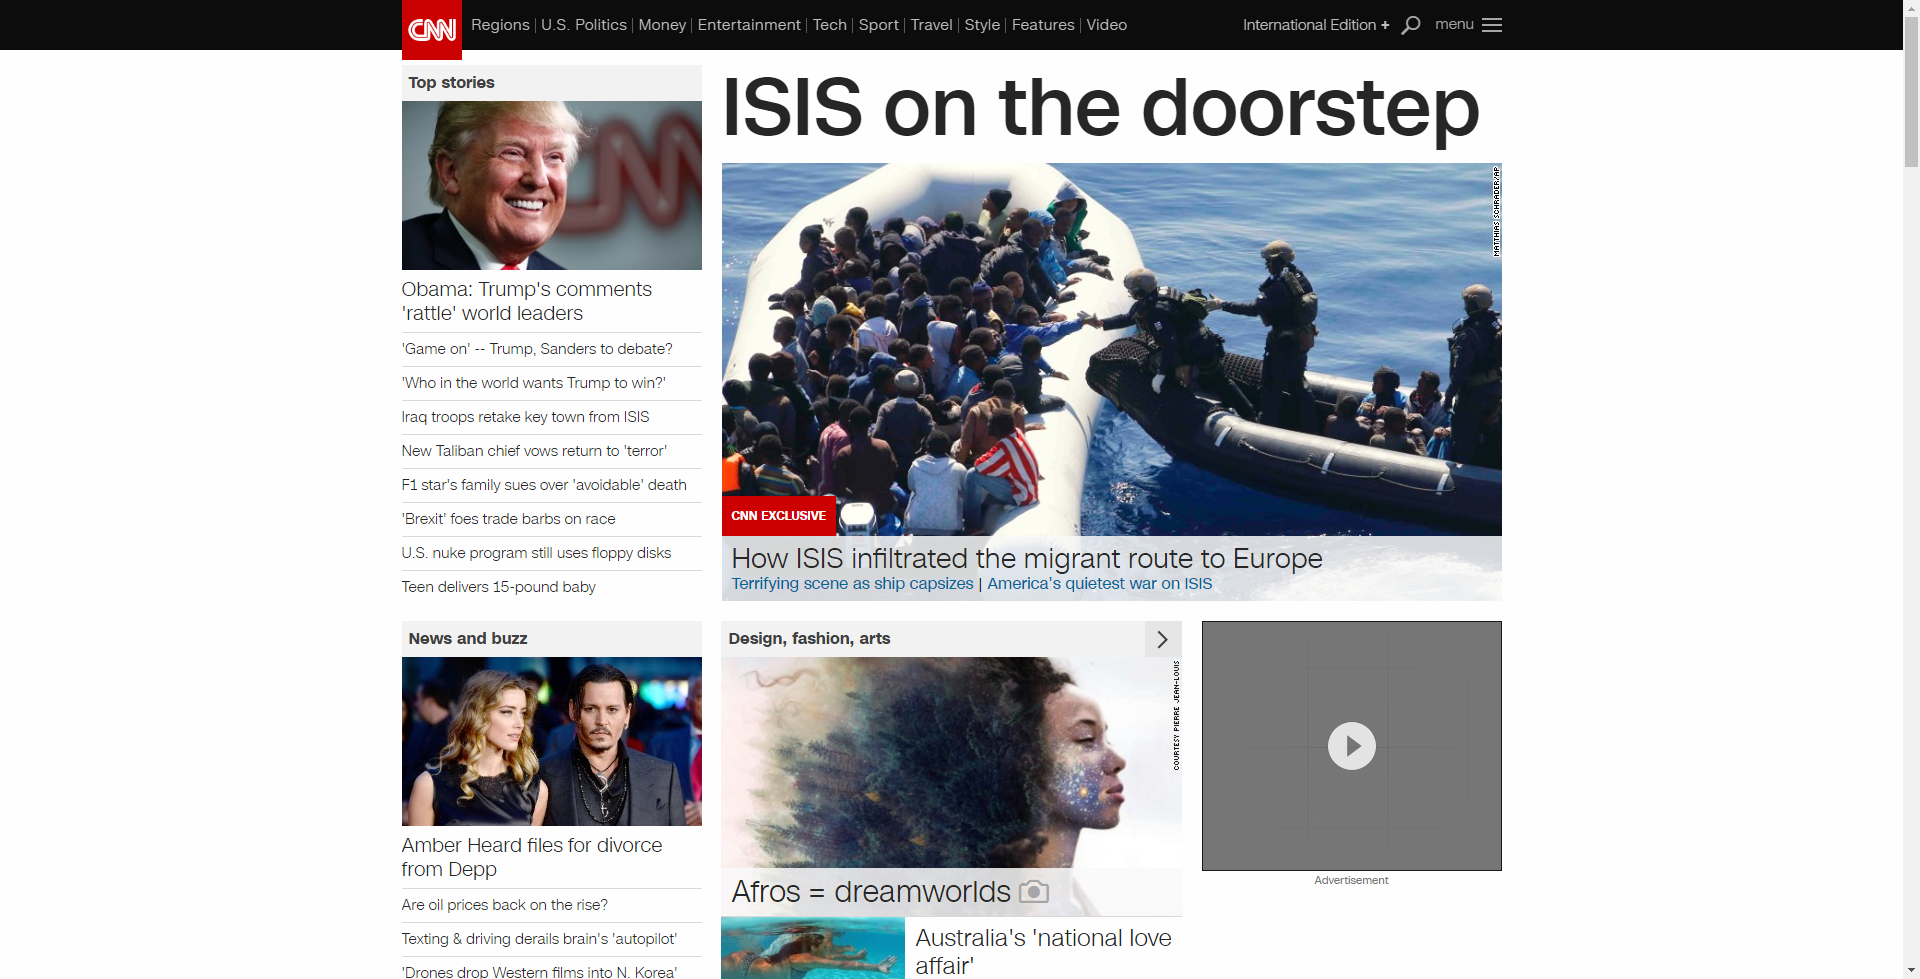 CNN Regions U.S. Politics Money Entertainment Tech Sport Travel Style Features Video International Edition + menu
Top stories
Obama: Trump's comments
'rattle' world leaders
'Game on' -- Trump, Sanders to debate?
'Who in the world wants Trump to win?'
Iraq troops retake key town from ISIS
New Taliban chief vows return to 'terror'
F1 star's family sues over 'avoidable' death
'Brexit' foes trade barbs on race
U.S. nuke program still uses floppy disks
Teen delivers 15-pound baby
ISIS on the doorstep
MATTHIAS SCHRADER/AP
CNN EXCLUSIVE
How ISIS infiltrated the migrant route to Europe
Terrifying scene as ship capsizes | America's quietest war on ISIS
News and buzz
Amber Heard files for divorce
from Depp
Are oil prices back on the rise?
Texting & driving derails brain's 'autopilot'
'Drones drop Western films into N. Korea'
Design, fashion, arts
COURTESY PIERRE JEAN-LOUIS
Afros = dreamworlds
Australia's 'national love
affair'
Advertisement